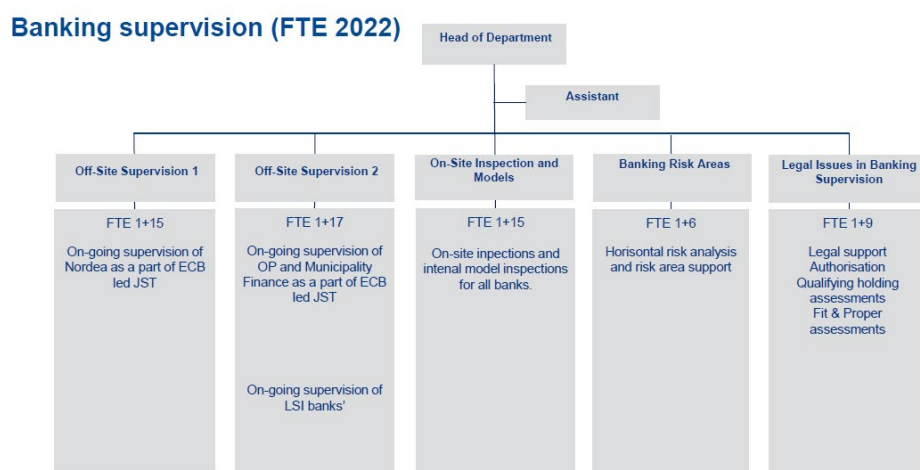 Banking supervision (FTE 2022)
Head of Department
Assistant
Off-Site Supervision 1
FTE 1+15
On-going supervision of
Nordea as a part of ECB
led JST
Off-Site Supervision 2
FTE 1+17
On-going supervision of
OP and Municipality
Finance as a part of ECB
led JST
On-going supervision of
LSI banks'
On-Site Inspection and
Models
FTE 1+15
On-site inpections and
intenal model inspections
for all banks.
Banking Risk Areas
FTE 1+6
Horisontal risk analysis
and risk area support
Legal Issues in Banking
Supervision
FTE 1+9
Legal support
Authorisation
Qualifying holding
assessments
Fit & Proper
assessments